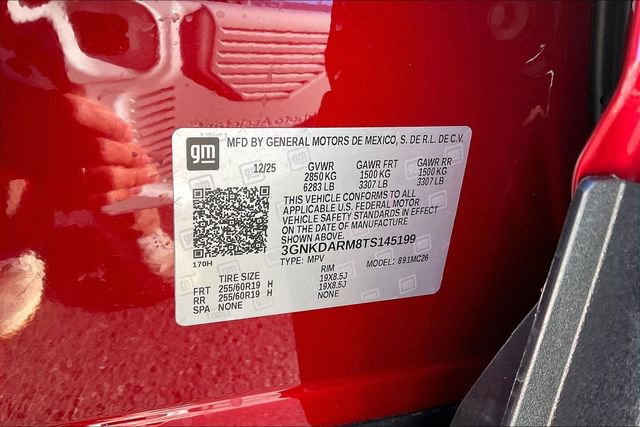 gm MFD BY GENERAL MOTORS DE MEXICO, S. DE R.L. DE C.V.
12/25 GVWR GAWR FRT GAWR RR
2850 KG 1500 KG 1500 KG
6283 LB 3307 LB 3307 LB
THIS VEHICLE CONFORMS TO ALL
APPLICABLE U.S. FEDERAL MOTOR
VEHICLE SAFETY STANDARDS IN EFFECT
ON THE DATE OF MANUFACTURE
SHOWN ABOVE.
3GNKDARM8TS145199
170H TYPE: MPV MODEL: 891MC26
TIRE SIZE RIM
FRT 255/60R19 H 19X8.5J
RR 255/60R19 H 19X8.5J
SPA NONE NONE